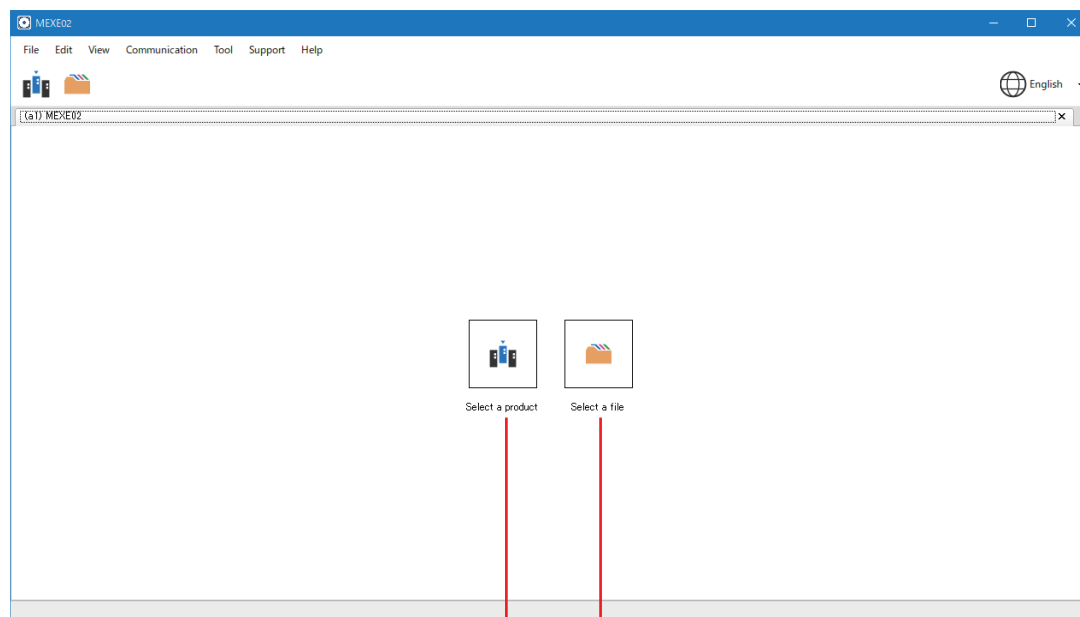 MEXE02
File Edit View Communication Tool Support Help
English
(a1) MEXE02
Select a product Select a file